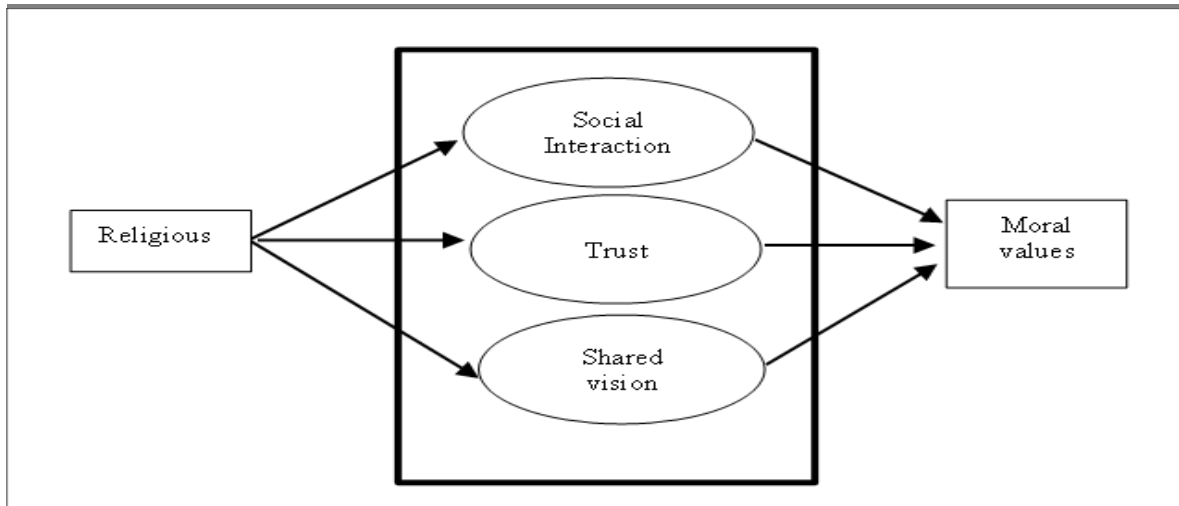 Social
Interaction
Religious
Trust
Moral
values
Shared
vision